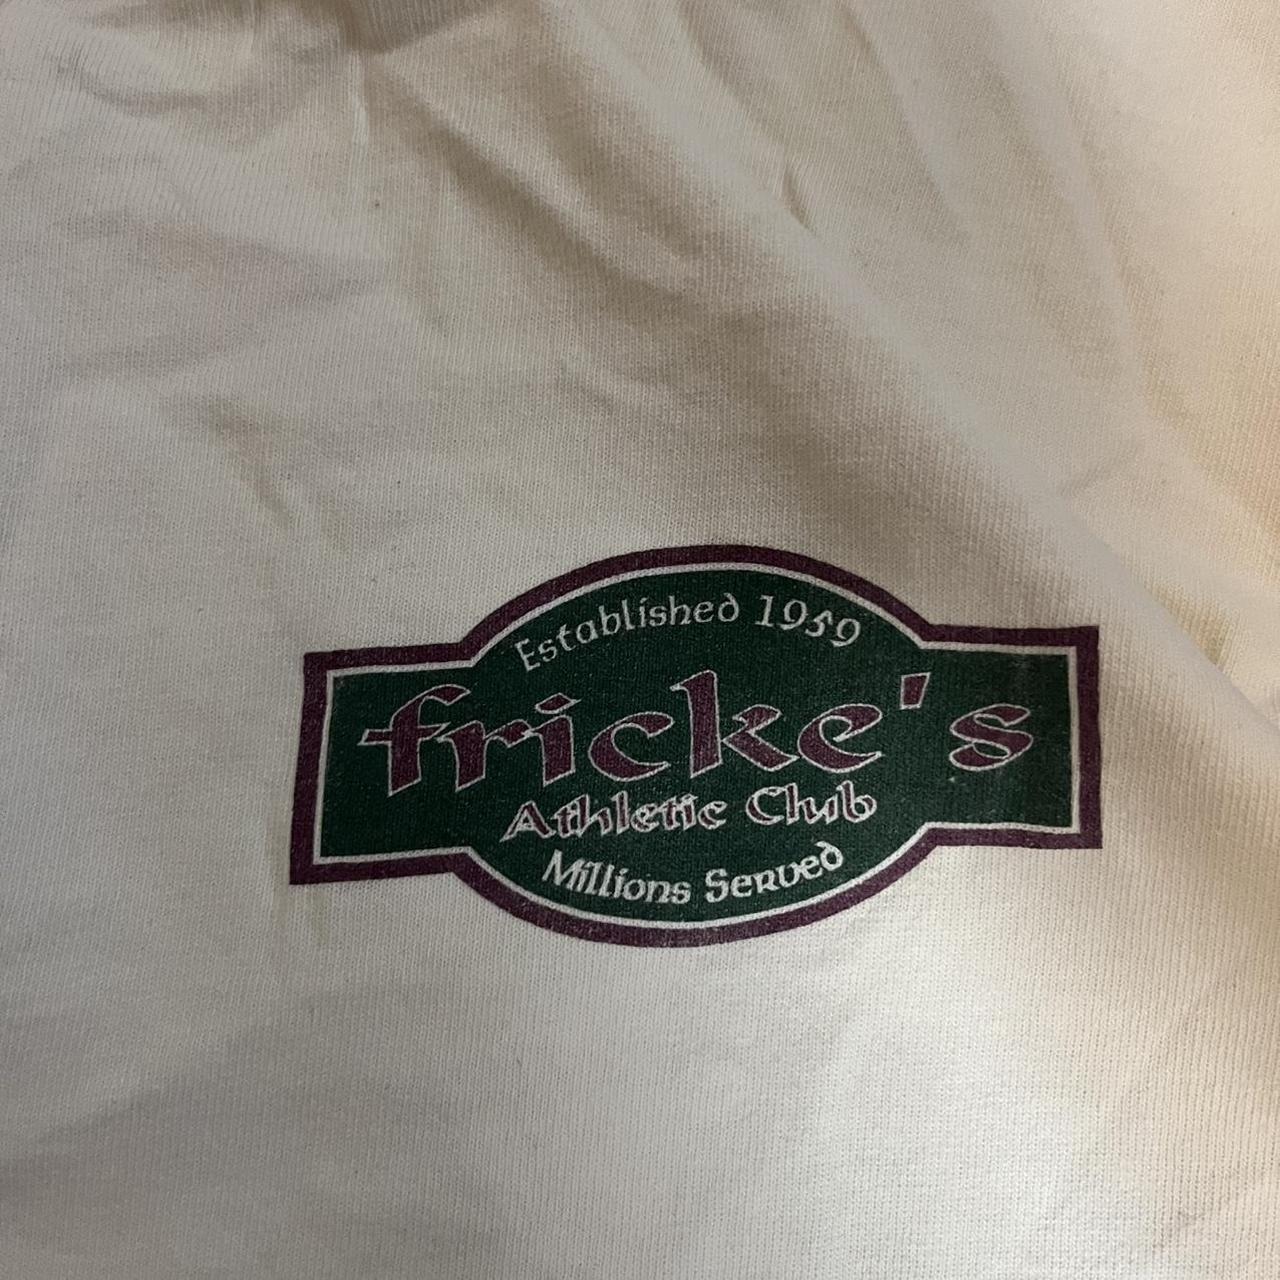 Established 1959
fricke's
Athletic Club
Millions Served